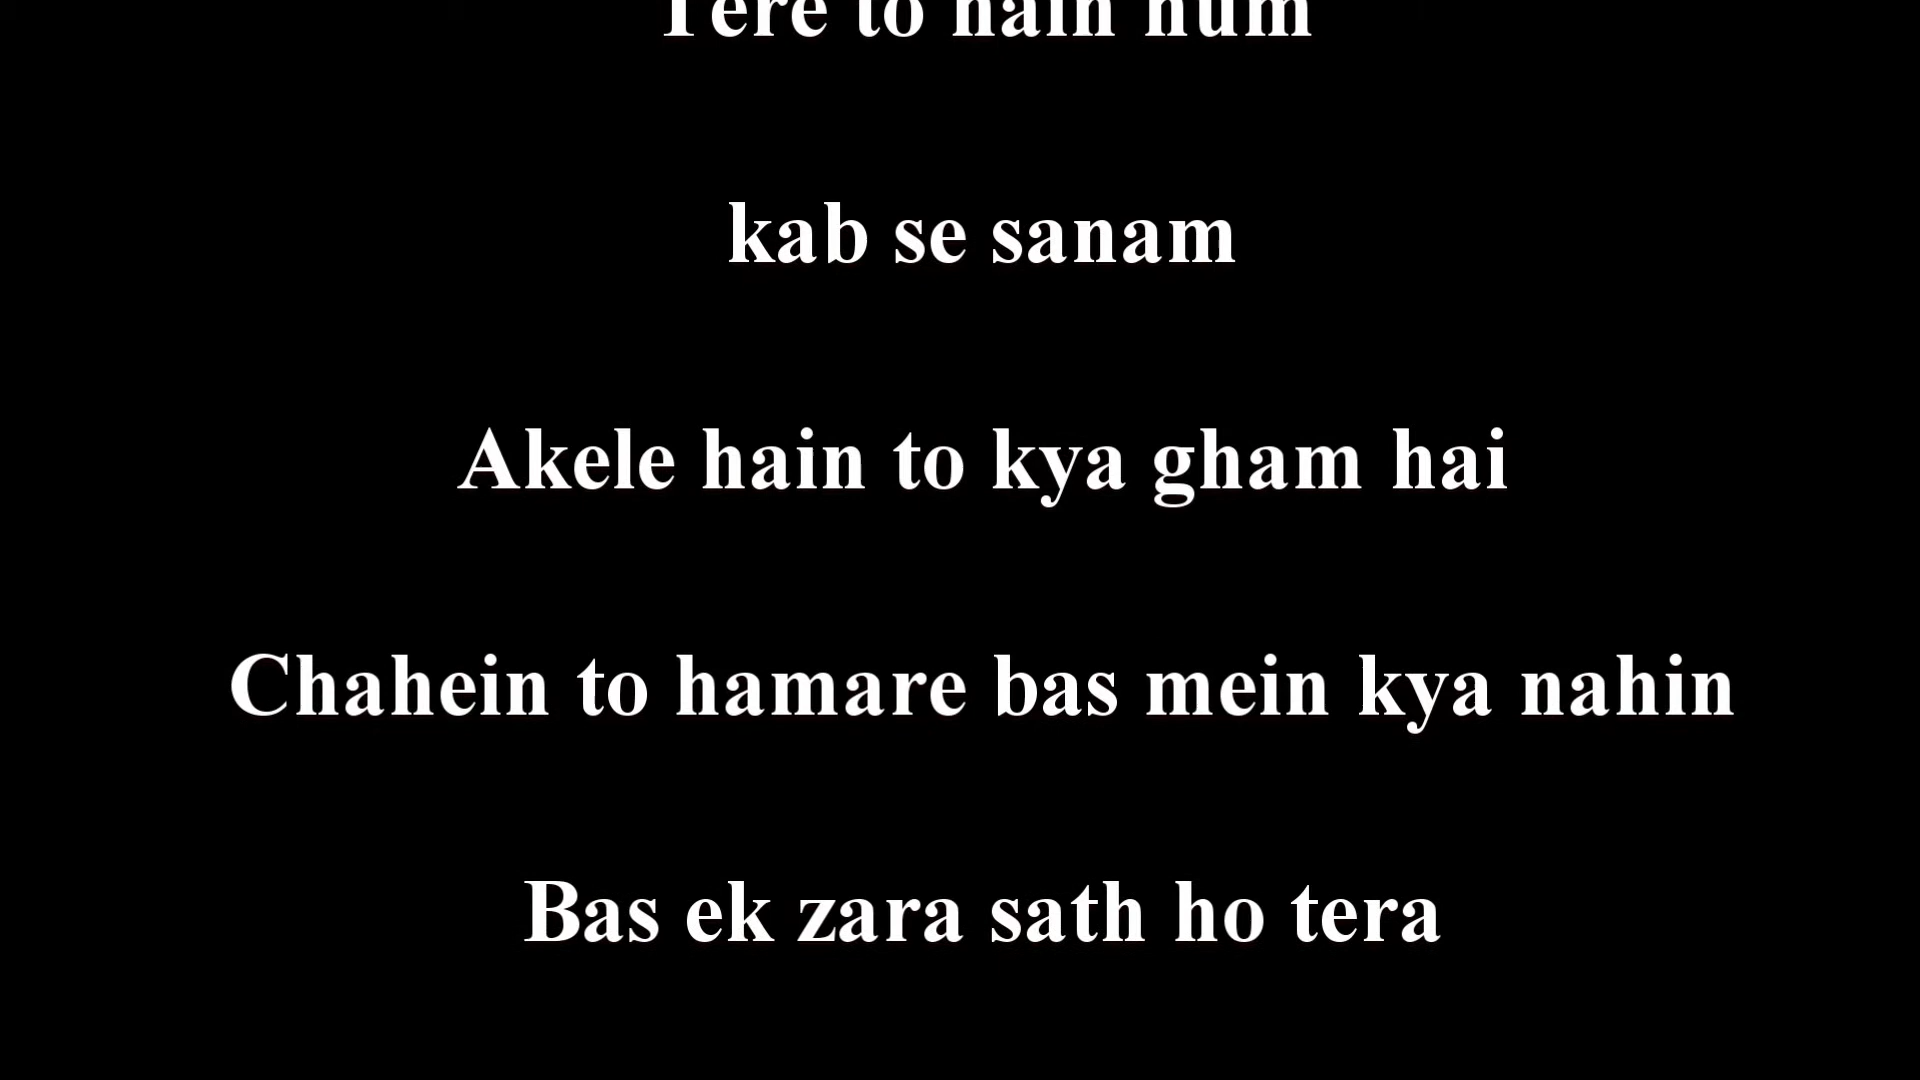 Tere to hain hum
kab se sanam
Akele hain to kya gham hai
Chahein to hamare bas mein kya nahin
Bas ek zara sath ho tera